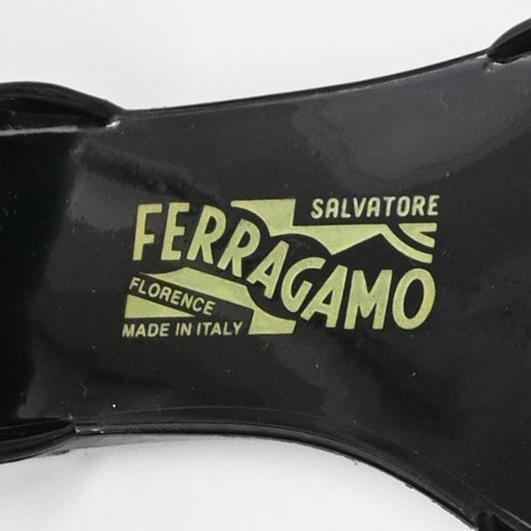 SALVATORE
FERRAGAMO
FLORENCE
MADE IN ITALY